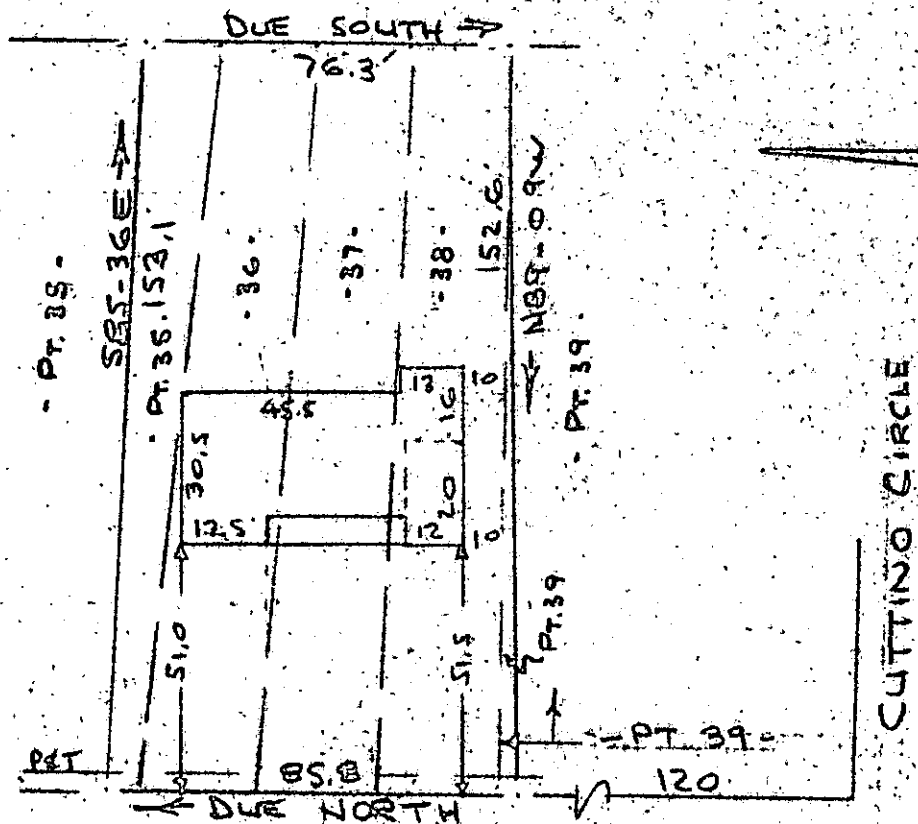 DUE SOUTH
76.3'
- Pt. 35 -
S85-36E
Pt. 35.
153.1
- 36 -
- 37 -
- 38 -
152.6
N89-09W
- Pt. 39 -
45.5
13
10
16
30.5
20
12.5
12
10
51.0
51.5
Pt. 39
CUTTINO CIRCLE
P&T
85.8
- PT 39 -
120
DUE NORTH